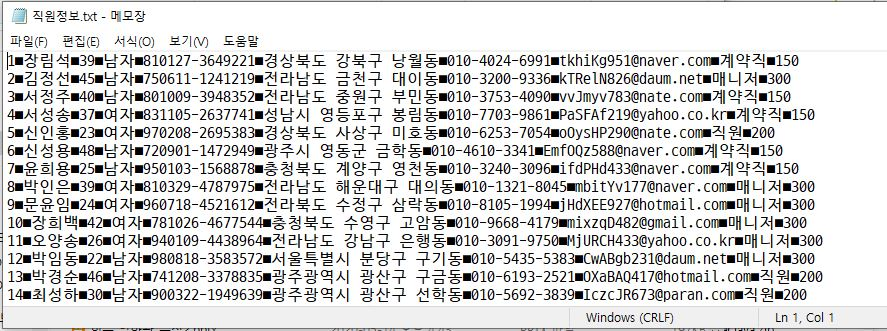 직원정보.txt - 메모장
파일(F) 편집(E) 서식(O) 보기(V) 도움말
1■장림석■39■남자■810127-3649221■경상북도 강북구 낭월동■010-4024-6991■tkhiKg951@naver.com■계약직■150
2■김정선■45■남자■750611-1241219■전라남도 금천구 대이동■010-3200-9336■kTRelN826@daum.net■매니저■300
3■서정주■40■남자■801009-3948352■전라남도 중원구 부민동■010-3753-4090■vvJmyv783@nate.com■계약직■150
4■서성송■37■여자■831105-2637741■성남시 영등포구 봉림동■010-7703-9861■PaSFAf219@yahoo.co.kr■계약직■150
5■신인홍■23■여자■970208-2695383■경상북도 사상구 미호동■010-6253-7054■oOysHP290@nate.com■직원■200
6■신성용■48■남자■720901-1472949■광주시 영동군 금학동■010-4610-3341■EmfOQz588@naver.com■계약직■150
7■윤희용■25■남자■950103-1568878■충청북도 계양구 영천동■010-3240-3096■ifdPHd433@naver.com■계약직■150
8■박인은■39■남자■810329-4787975■전라남도 해운대구 대의동■010-1321-8045■mbitYv177@naver.com■매니저■300
9■문윤임■24■여자■960718-4521612■전라북도 수정구 삼락동■010-8105-1994■jHdXEE927@hotmail.com■매니저■300
10■장희백■42■여자■781026-4677544■충청북도 수영구 고암동■010-9668-4179■mixzqD482@gmail.com■매니저■300
11■오양송■26■여자■940109-4438964■전라남도 강남구 은행동■010-3091-9750■MjURCH433@yahoo.co.kr■매니저■300
12■박임동■22■남자■980818-3583572■서울특별시 분당구 구기동■010-5435-5383■CwABgb231@daum.net■매니저■300
13■박경순■46■남자■741208-3378835■광주광역시 광산구 구금동■010-6193-2521■OXaBAQ417@hotmail.com■직원■200
14■최성하■30■남자■900322-1949639■광주광역시 광산구 선학동■010-5692-3839■IczcJR673@paran.com■직원■200
Windows (CRLF) Ln 1, Col 1